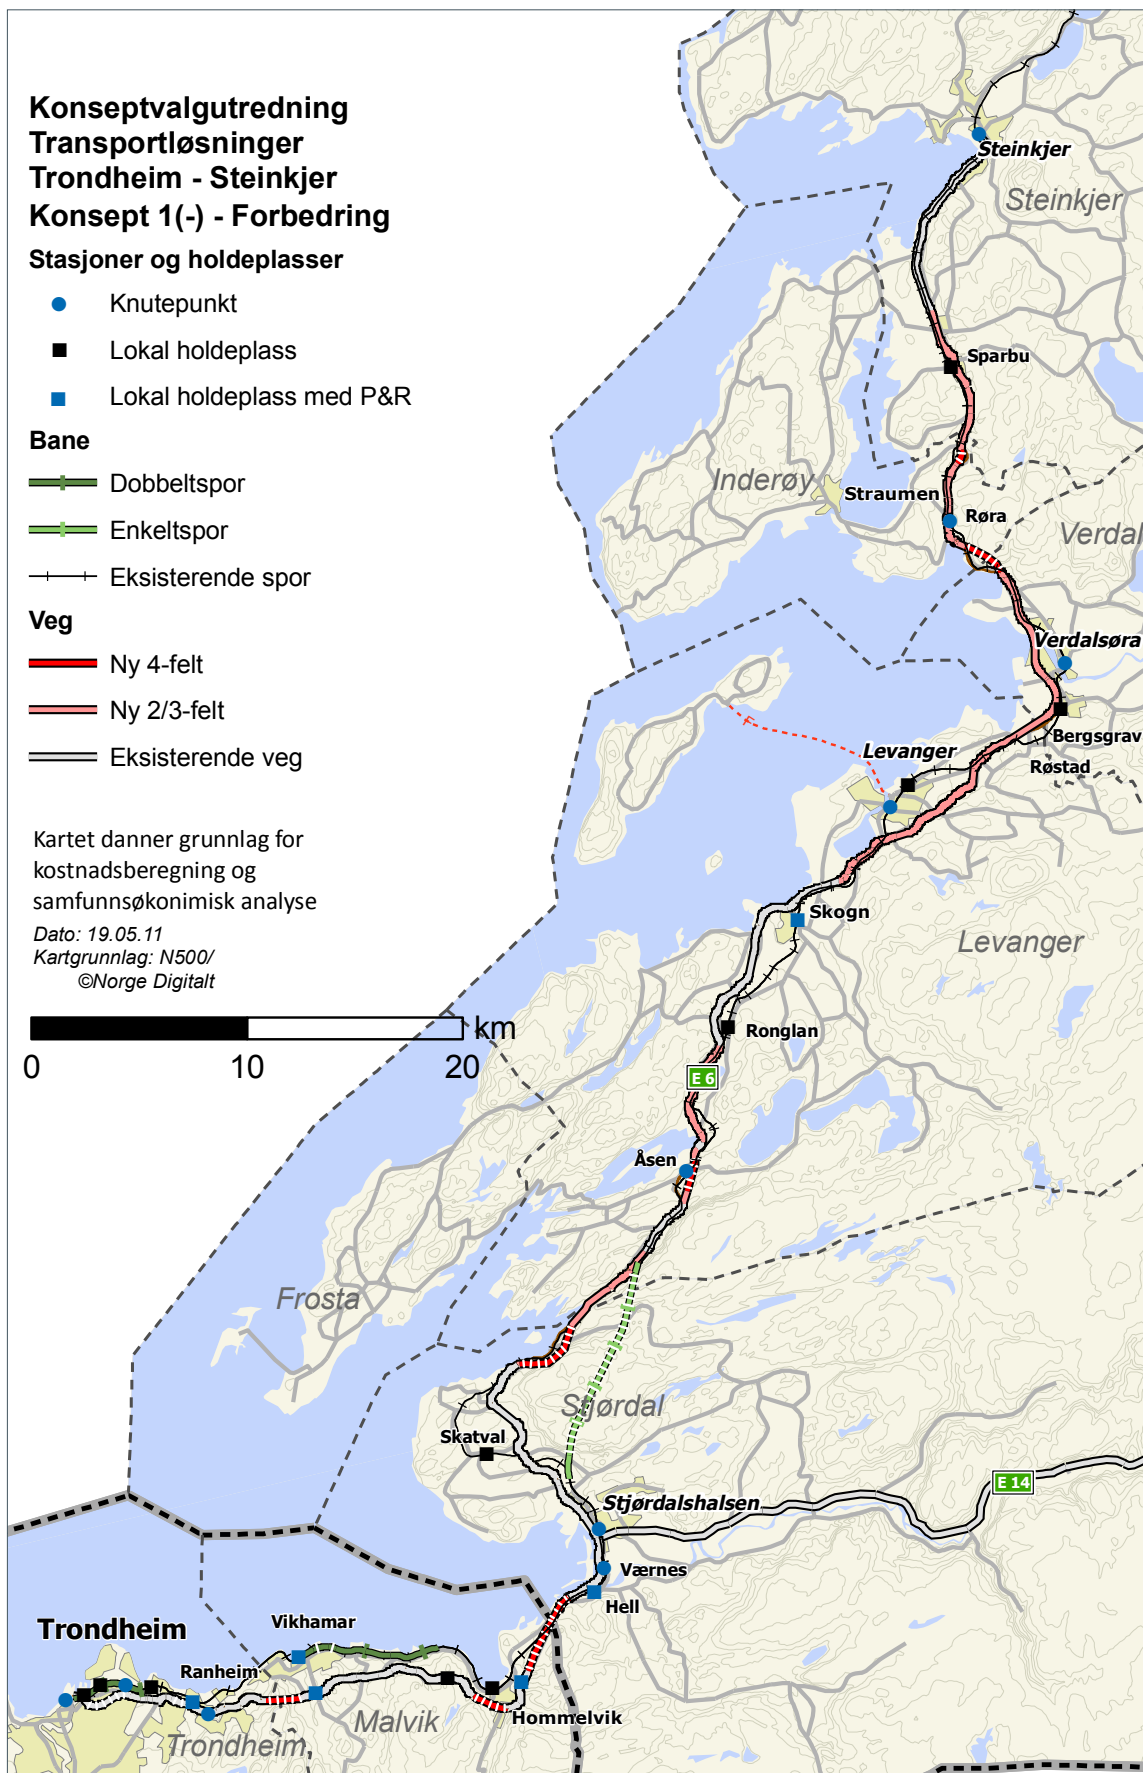 Konseptvalgutredning
Transportløsninger
Trondheim - Steinkjer
Konsept 1(-) - Forbedring
Stasjoner og holdeplasser
Knutepunkt
Lokal holdeplass
Lokal holdeplass med P&R
Bane
Dobbeltspor
Enkeltspor
Eksisterende spor
Veg
Ny 4-felt
Ny 2/3-felt
Eksisterende veg
Kartet danner grunnlag for
kostnadsberegning og
samfunnsøkonimisk analyse
Dato: 19.05.11
Kartgrunnlag: N500/
©Norge Digitalt
km
0 10 20
Steinkjer
Steinkjer
Sparbu
Inderøy
Straumen
Røra
Verdal
Verdalsøra
Bergsgrav
Levanger
Røstad
Skogn
Levanger
Ronglan
E 6
Åsen
Frosta
Stjørdal
Skatval
E 14
Stjørdalshalsen
Værnes
Hell
Vikhamar
Trondheim
Ranheim
Hommelvik
Malvik
Trondheim